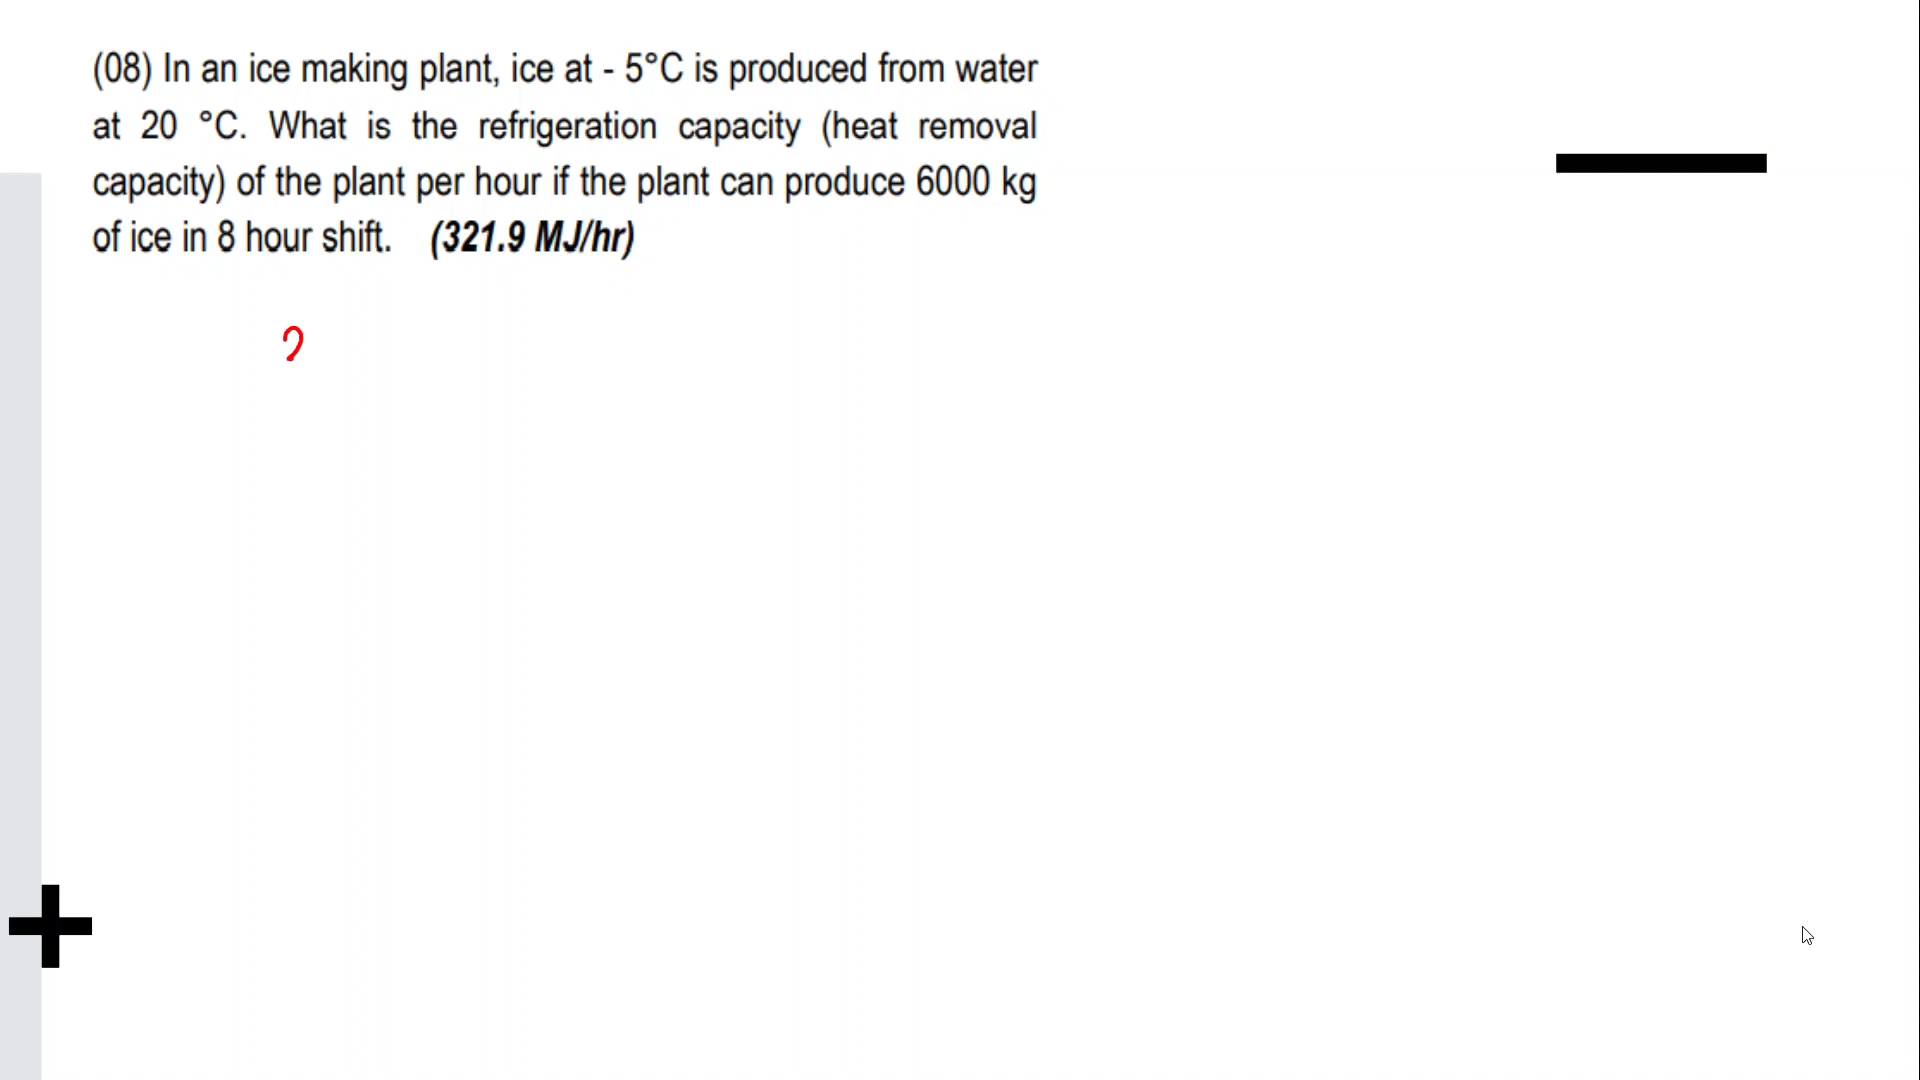 (08) In an ice making plant, ice at - 5°C is produced from water
at 20 °C. What is the refrigeration capacity (heat removal
capacity) of the plant per hour if the plant can produce 6000 kg
of ice in 8 hour shift. (321.9 MJ/hr)